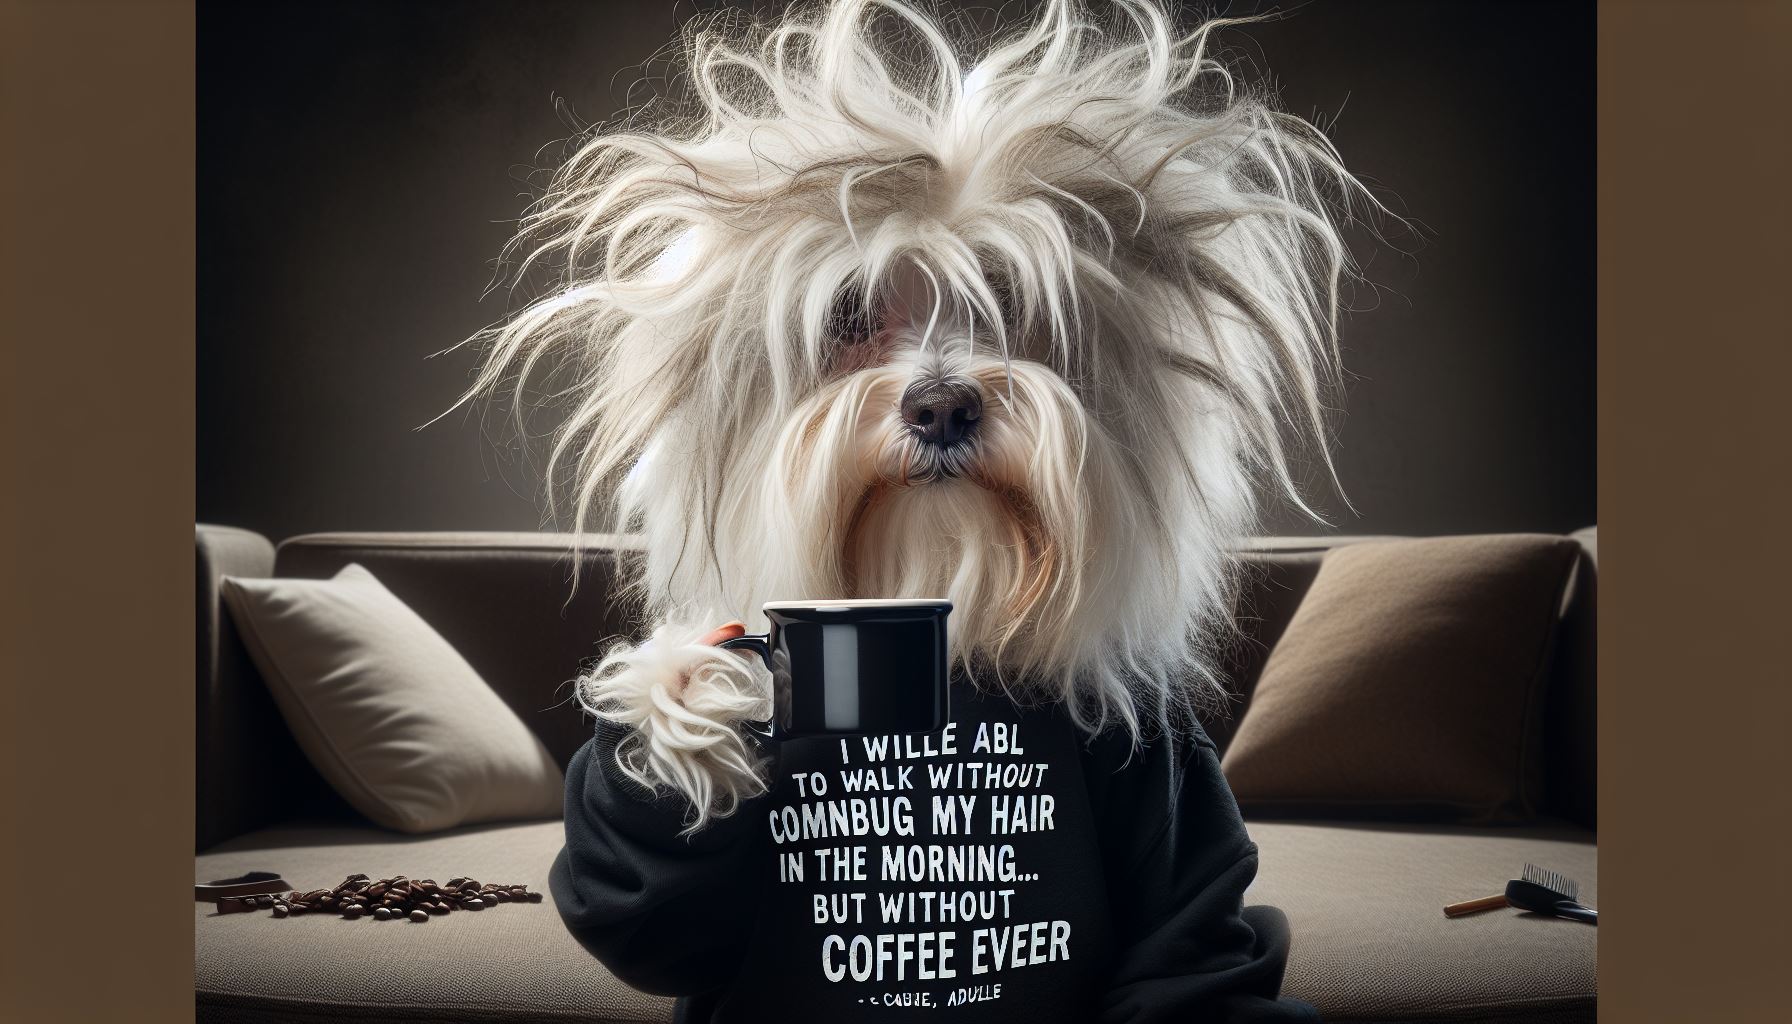 I WILLE ABL
TO WALK WITHOUT
COMNBUG MY HAIR
IN THE MORNING...
BUT WITHOUT
COFFEE EVEER